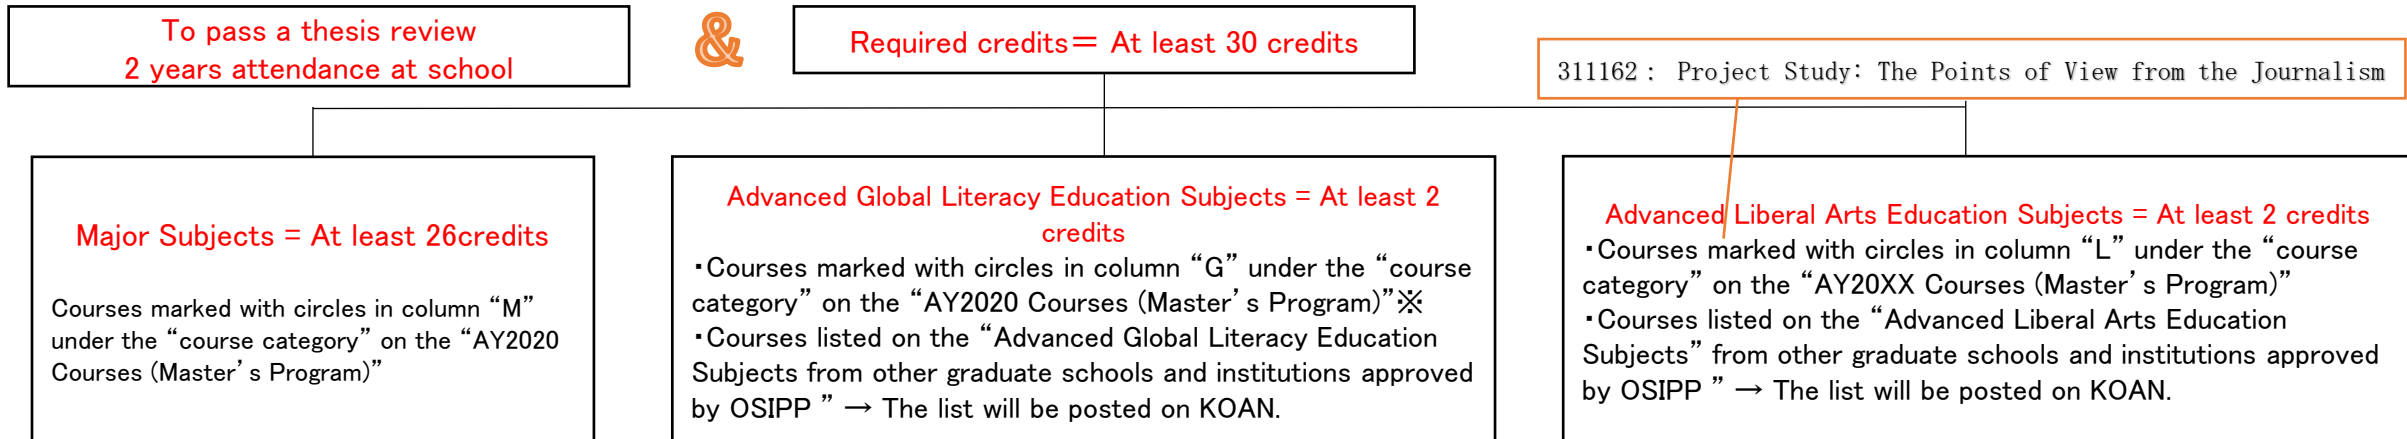 To pass a thesis review
2 years attendance at school
&
Required credits＝ At least 30 credits
311162： Project Study: The Points of View from the Journalism
Major Subjects = At least 26credits
Courses marked with circles in column “M”
under the “course category” on the “AY2020
Courses (Master’s Program)”
Advanced Global Literacy Education Subjects = At least 2
credits
・Courses marked with circles in column “G” under the “course
category” on the “AY2020 Courses (Master’s Program)”※
・Courses listed on the “Advanced Global Literacy Education
Subjects from other graduate schools and institutions approved
by OSIPP ” → The list will be posted on KOAN.
Advanced Liberal Arts Education Subjects = At least 2 credits
・Courses marked with circles in column “L” under the “course
category” on the “AY20XX Courses (Master’s Program)”
・Courses listed on the “Advanced Liberal Arts Education
Subjects” from other graduate schools and institutions approved
by OSIPP ” → The list will be posted on KOAN.